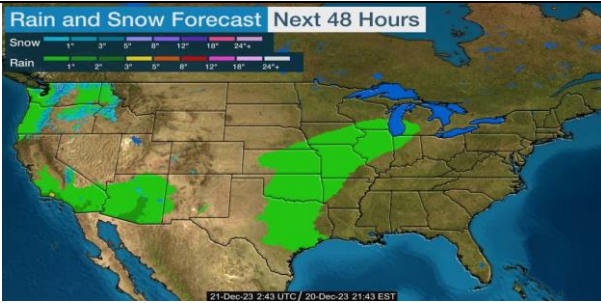 Rain and Snow Forecast Next 48 Hours
Snow 1" 3" 5" 8" 12" 18" 24"+
Rain 1" 2" 3" 5" 8" 12" 18" 24"+
21-Dec-23 2:43 UTC / 20-Dec-23 21:43 EST